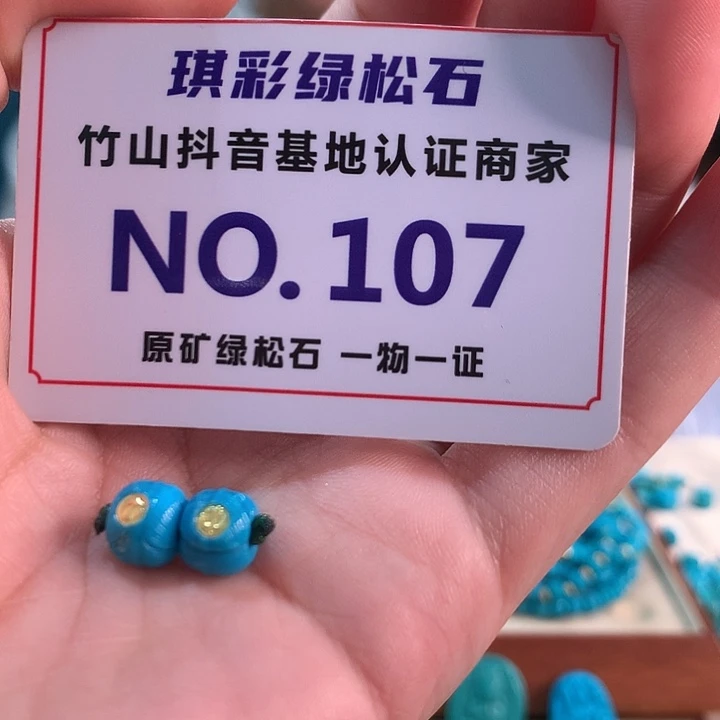 琪彩绿松石
竹山抖音基地认证商家
NO.107
原矿绿松石 一物一证